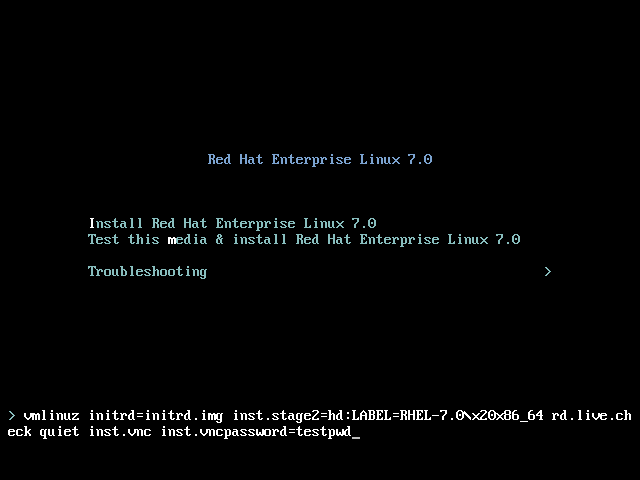 Red Hat Enterprise Linux 7.0
Install Red Hat Enterprise Linux 7.0
Test this media & install Red Hat Enterprise Linux 7.0
Troubleshooting >
> vmlinuz initrd=initrd.img inst.stage2=hd:LABEL=RHEL-7.0\x20x86_64 rd.live.ch
eck quiet inst.vnc inst.vncpassword=testpwd_